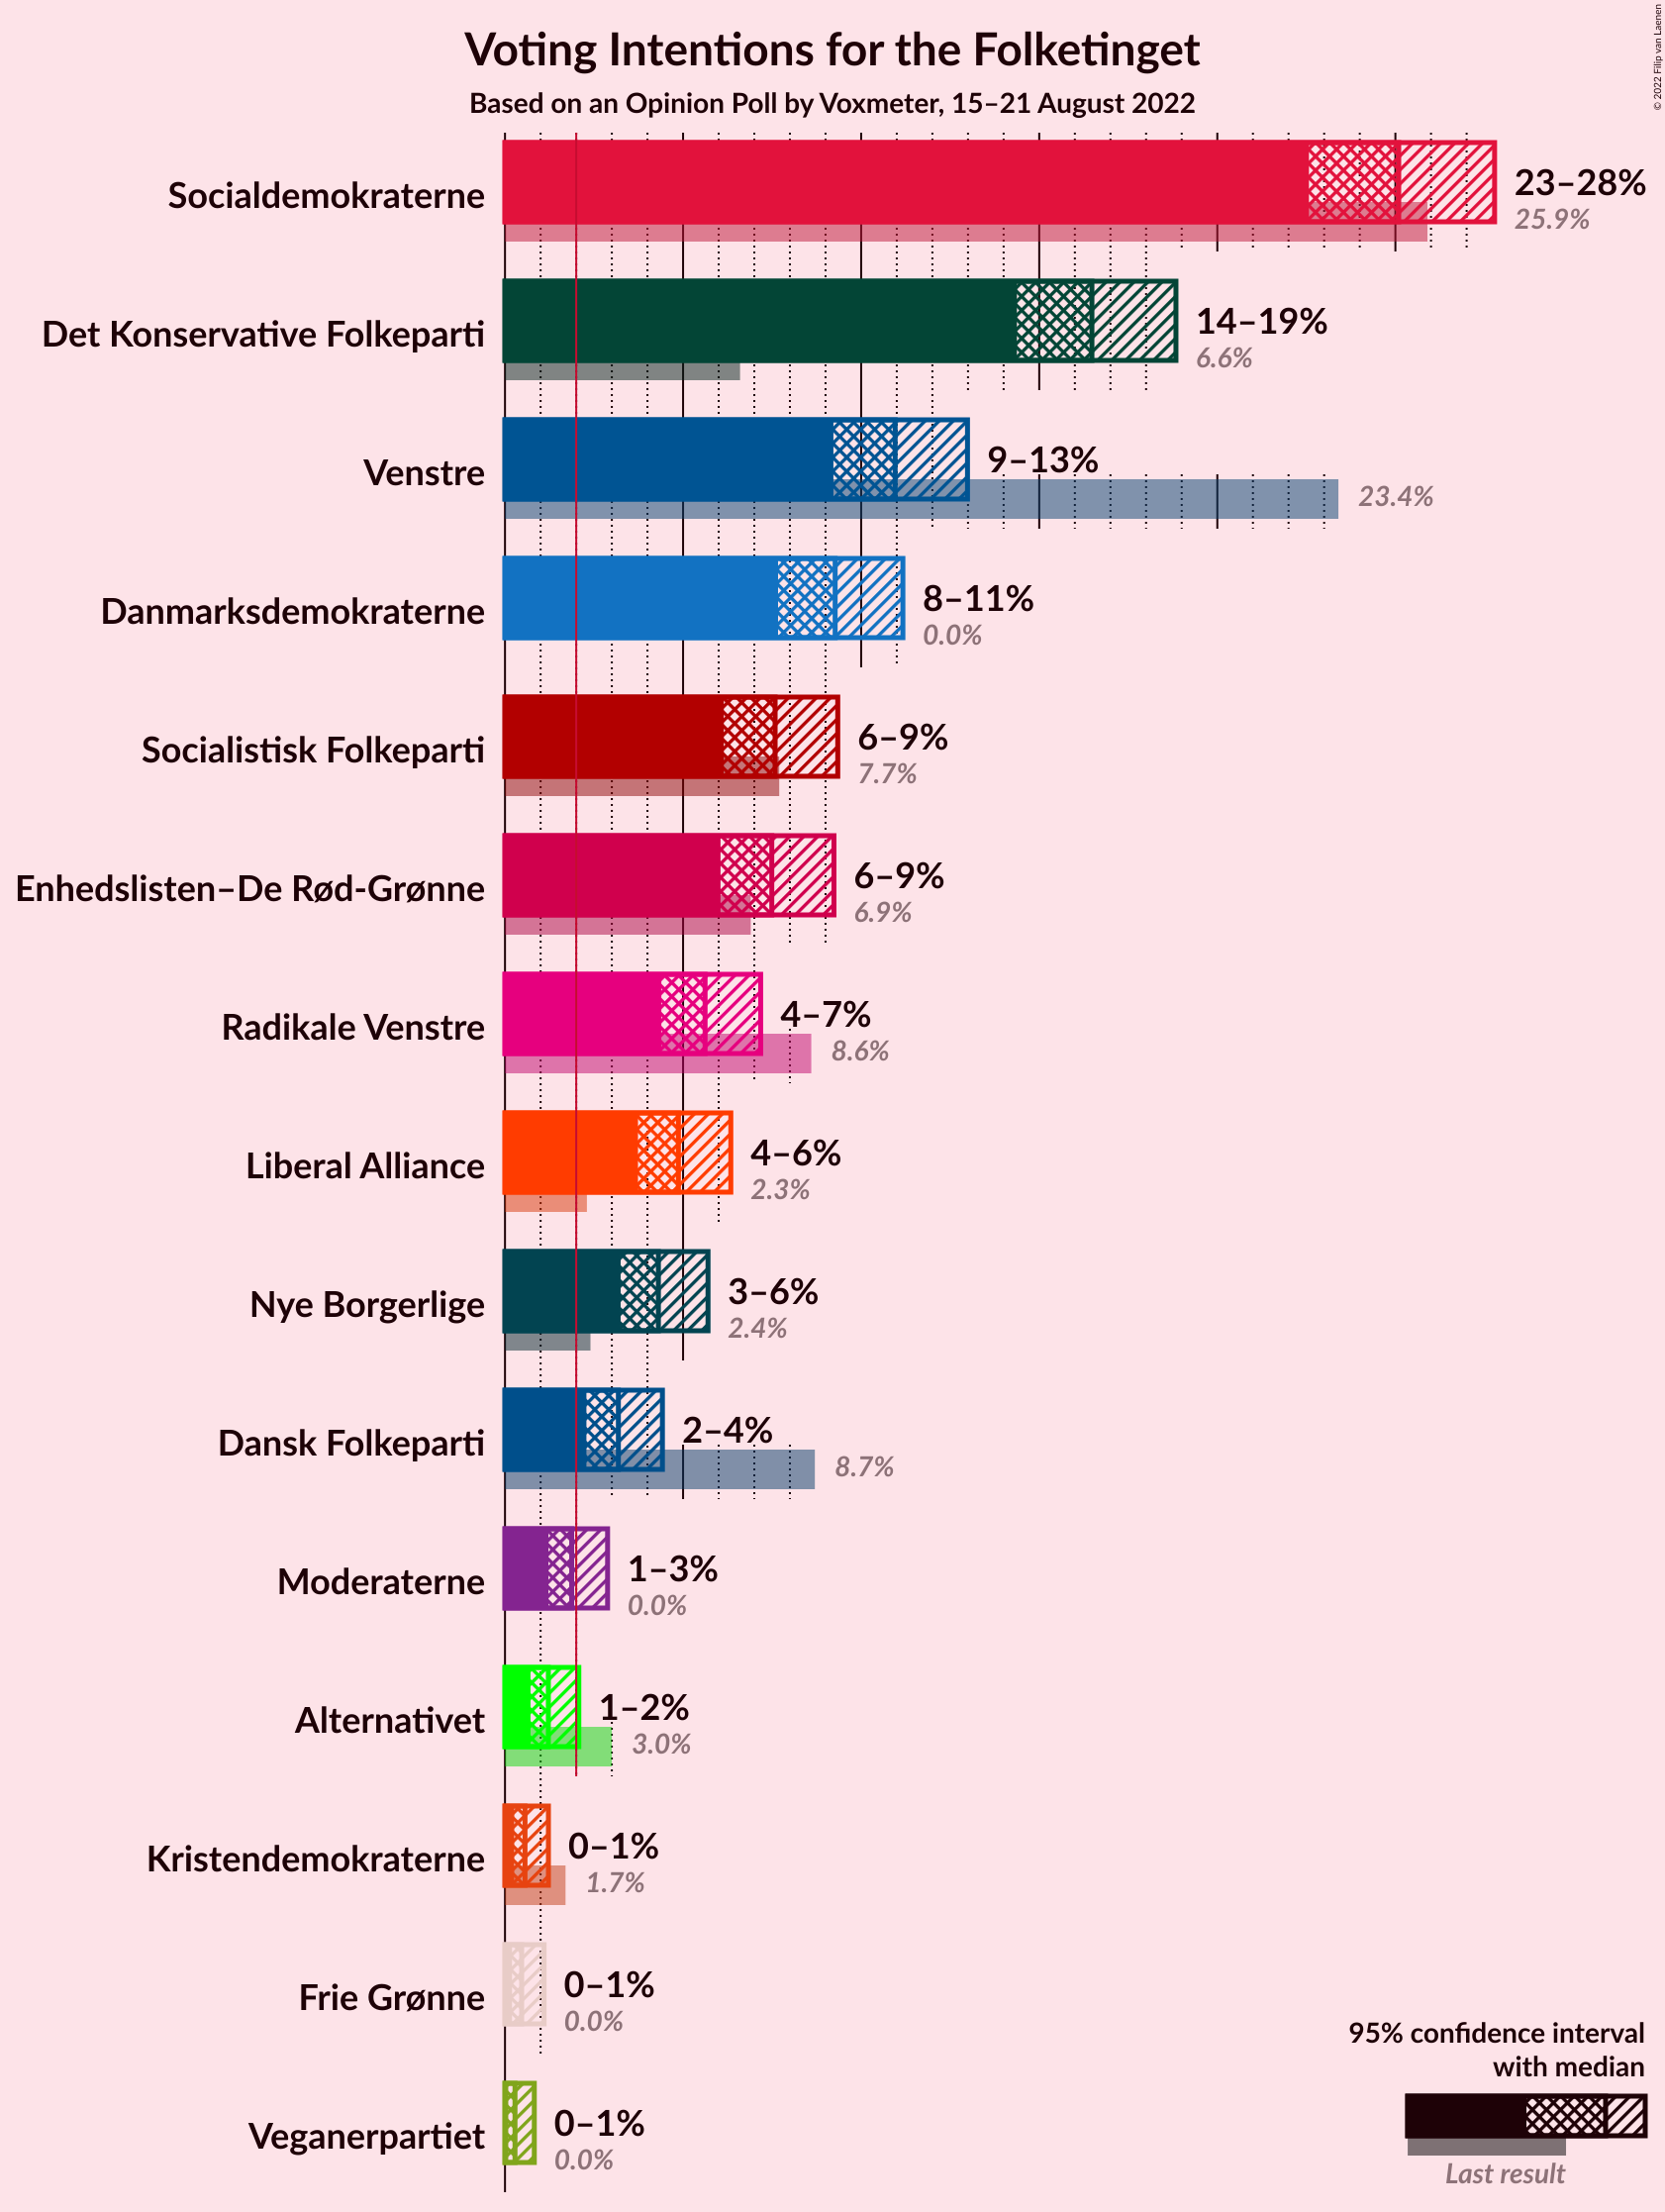 Voting Intentions for the Folketinget
Based on an Opinion Poll by Voxmeter, 15–21 August 2022
© 2022 Filip van Laenen
Socialdemokraterne
23–28%
25.9%
Det Konservative Folkeparti
14–19%
6.6%
Venstre
9–13%
23.4%
Danmarksdemokraterne
8–11%
0.0%
Socialistisk Folkeparti
6–9%
7.7%
Enhedslisten–De Rød-Grønne
6–9%
6.9%
Radikale Venstre
4–7%
8.6%
Liberal Alliance
4–6%
2.3%
Nye Borgerlige
3–6%
2.4%
Dansk Folkeparti
2–4%
8.7%
Moderaterne
1–3%
0.0%
Alternativet
1–2%
3.0%
Kristendemokraterne
0–1%
1.7%
Frie Grønne
0–1%
0.0%
Veganerpartiet
0–1%
0.0%
95% confidence interval
with median
Last result